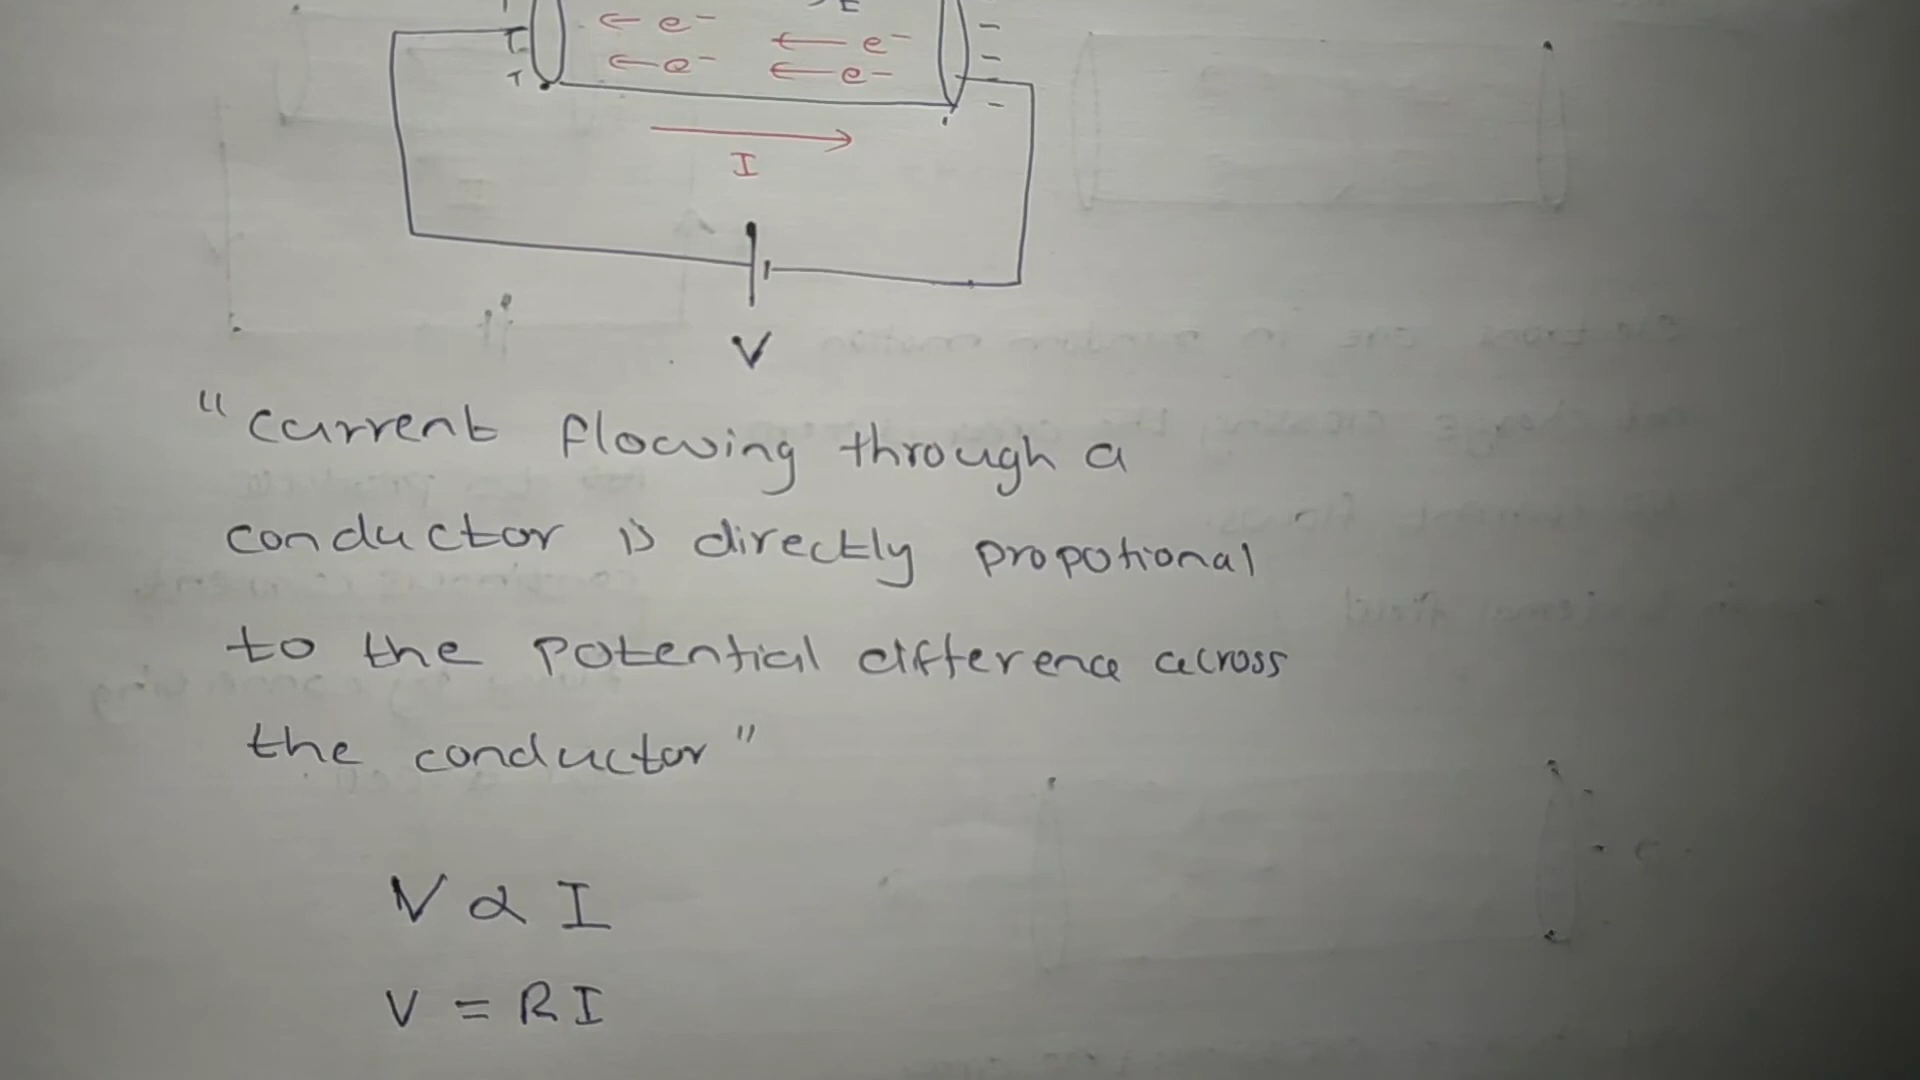 ← e⁻ ← e⁻
← e⁻ ← e⁻
I
V
"Current flowing through a
conductor is directly propotional
to the potential difference across
the conductor"
V ∝ I
V = RI